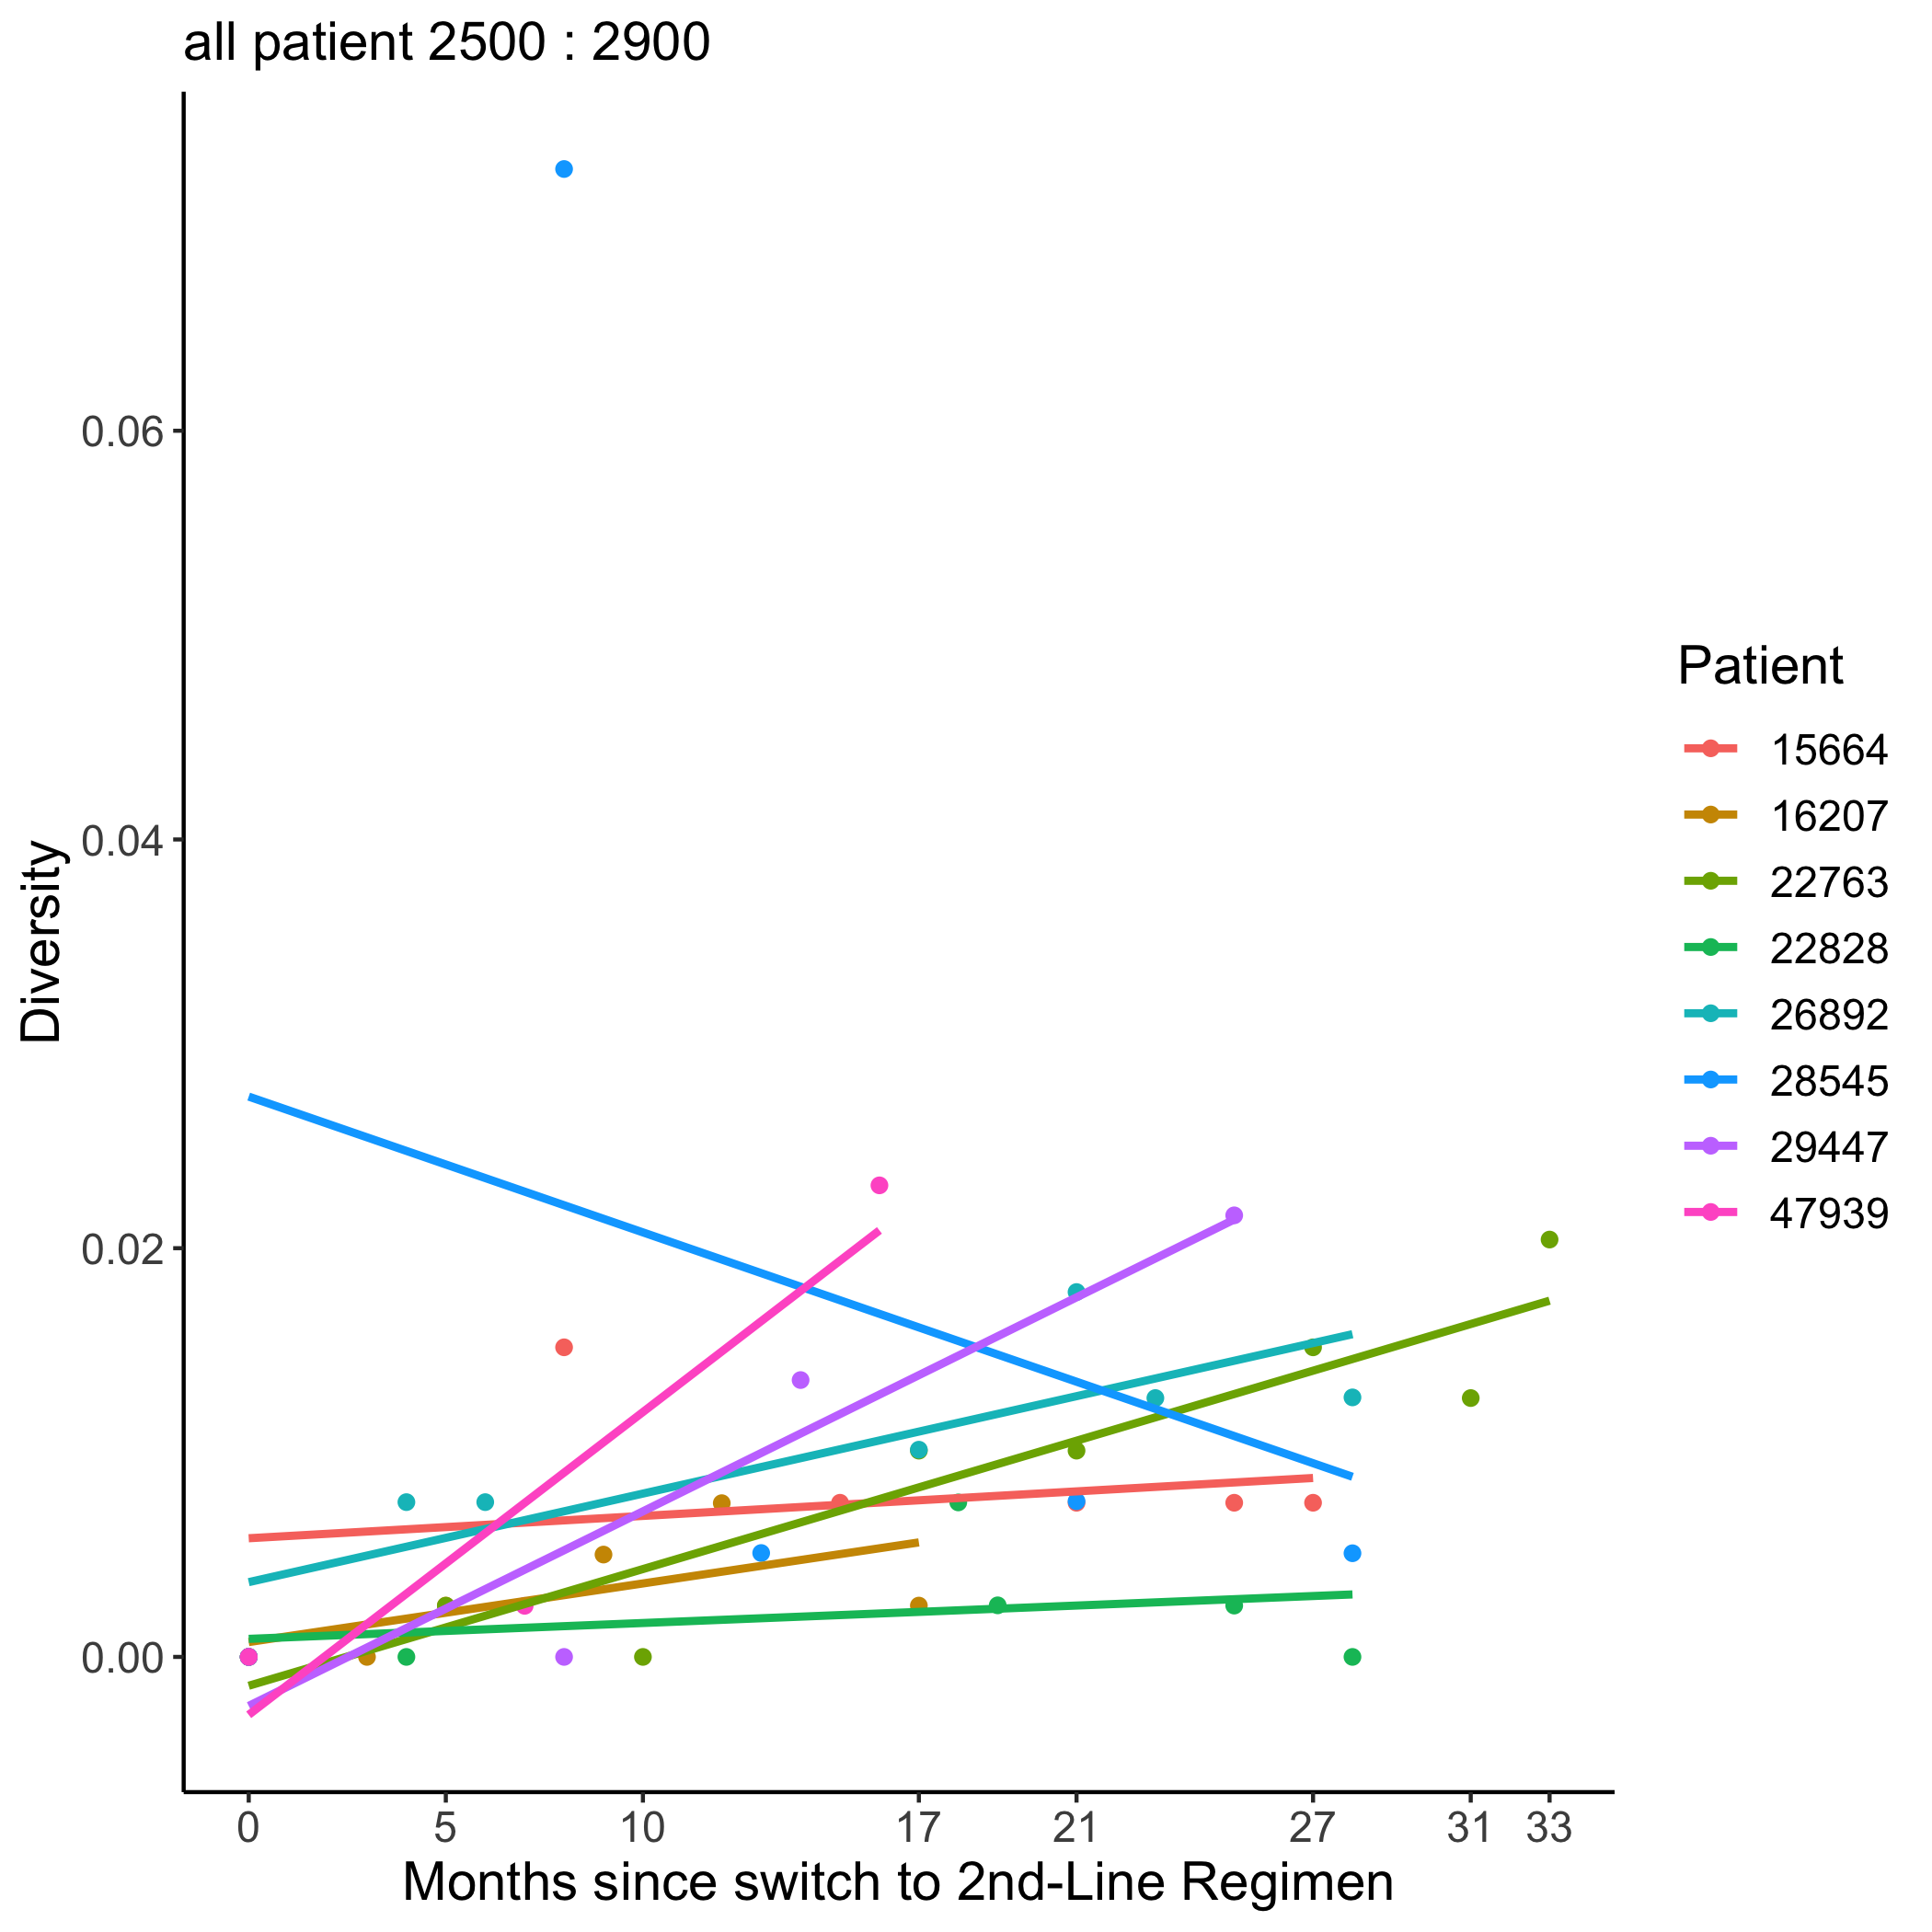 all patient 2500 : 2900
Diversity
0.06
0.04
0.02
0.00
0 5 10 17 21 27 31 33
Months since switch to 2nd-Line Regimen
Patient
15664
16207
22763
22828
26892
28545
29447
47939